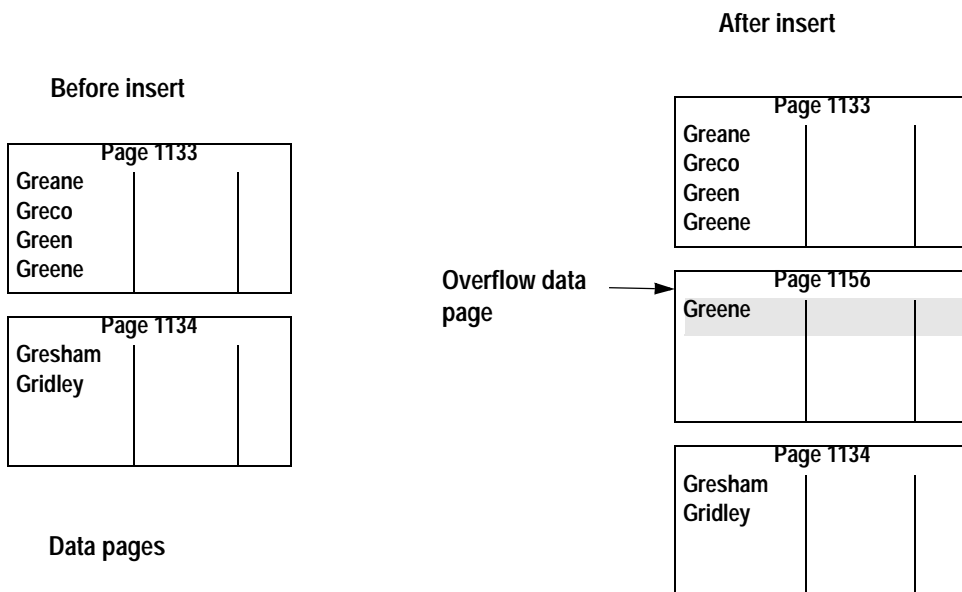 Before insert
Page 1133
Greane
Greco
Green
Greene
Page 1134
Gresham
Gridley
Data pages
After insert
Page 1133
Greane
Greco
Green
Greene
Overflow data
page
Page 1156
Greene
Page 1134
Gresham
Gridley